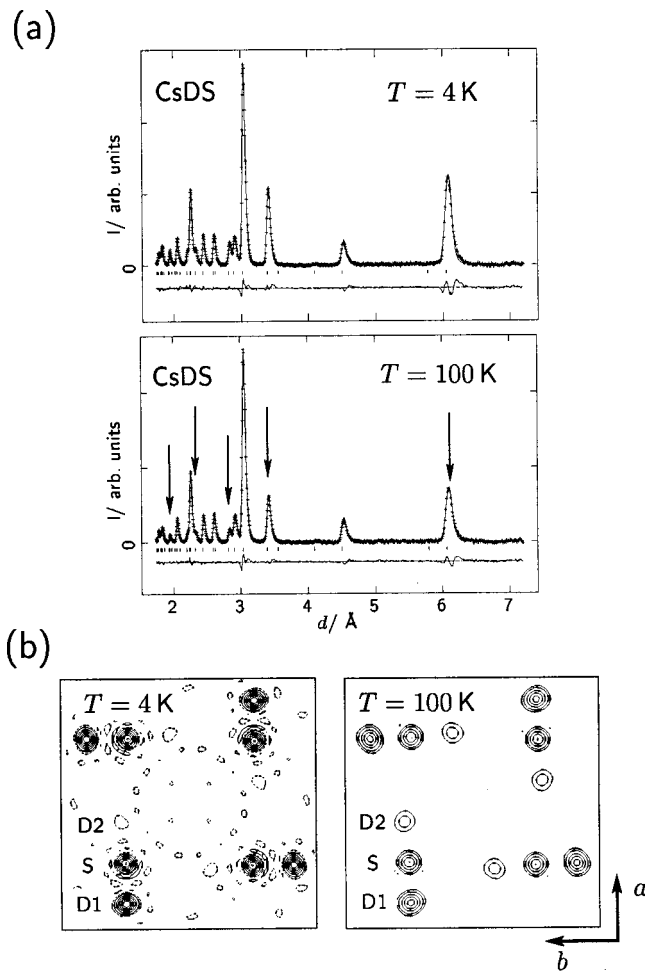 (a)
CsDS
T = 4 K
I/ arb. units
0
CsDS
T = 100 K
I/ arb. units
0
2 3 4 5 6 7
d/ Å
(b)
T = 4 K
T = 100 K
D2
S
D1
D2
S
D1
a
b